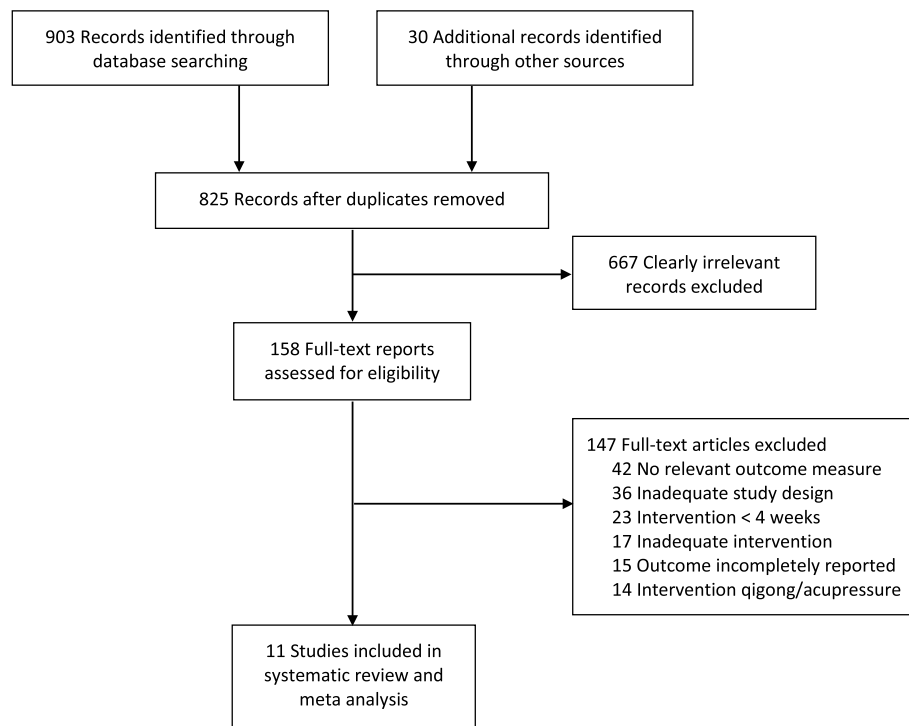 903 Records identified through
database searching
30 Additional records identified
through other sources
825 Records after duplicates removed
667 Clearly irrelevant
records excluded
158 Full-text reports
assessed for eligibility
147 Full-text articles excluded
42 No relevant outcome measure
36 Inadequate study design
23 Intervention < 4 weeks
17 Inadequate intervention
15 Outcome incompletely reported
14 Intervention qigong/acupressure
11 Studies included in
systematic review and
meta analysis